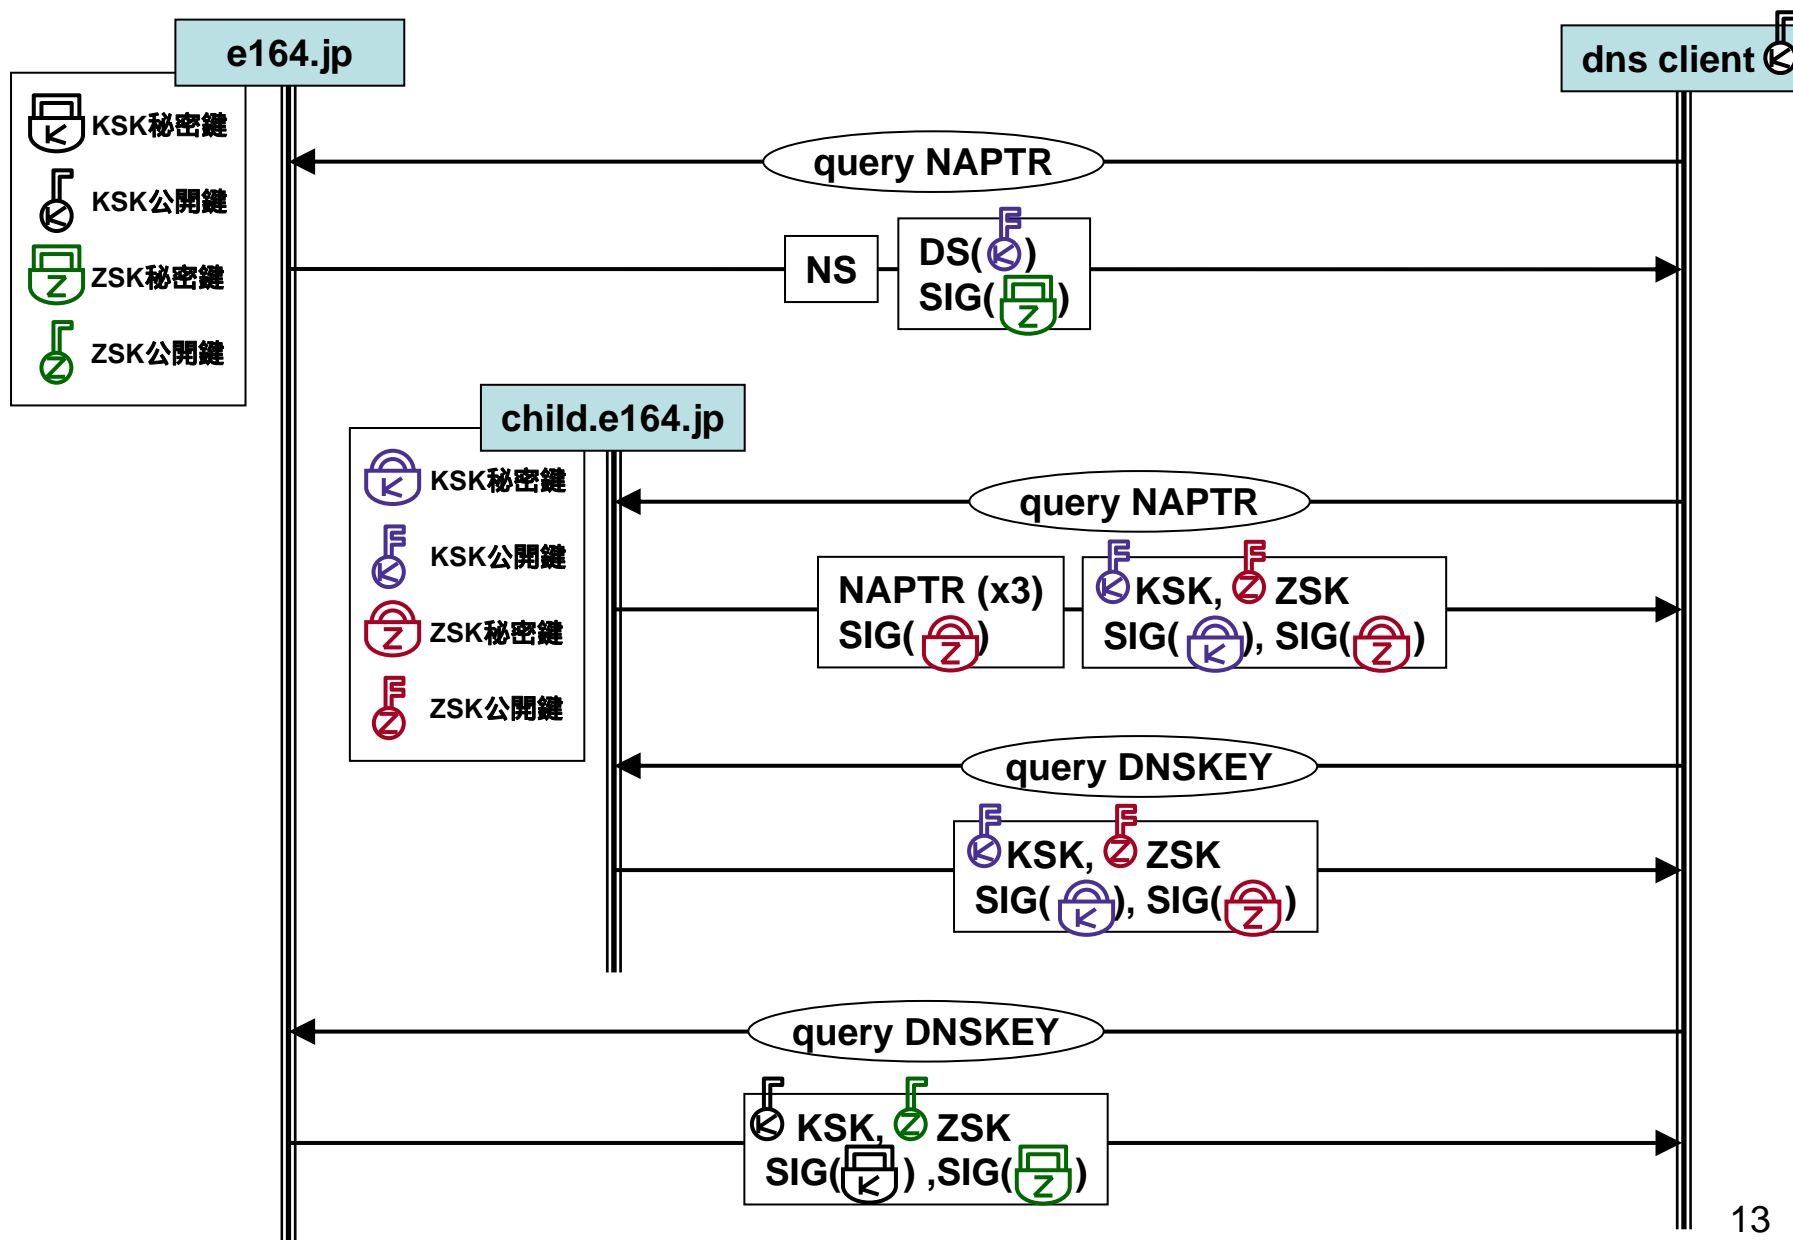 e164.jp
dns client
KSK秘密鍵
KSK公開鍵
ZSK秘密鍵
ZSK公開鍵
query NAPTR
NS
DS( K )
SIG( Z )
child.e164.jp
KSK秘密鍵
KSK公開鍵
ZSK秘密鍵
ZSK公開鍵
query NAPTR
NAPTR (x3)
SIG( Z )
K KSK, Z ZSK
SIG( K ), SIG( Z )
query DNSKEY
K KSK, Z ZSK
SIG( K ), SIG( Z )
query DNSKEY
K KSK, Z ZSK
SIG( K ) ,SIG( Z )
13